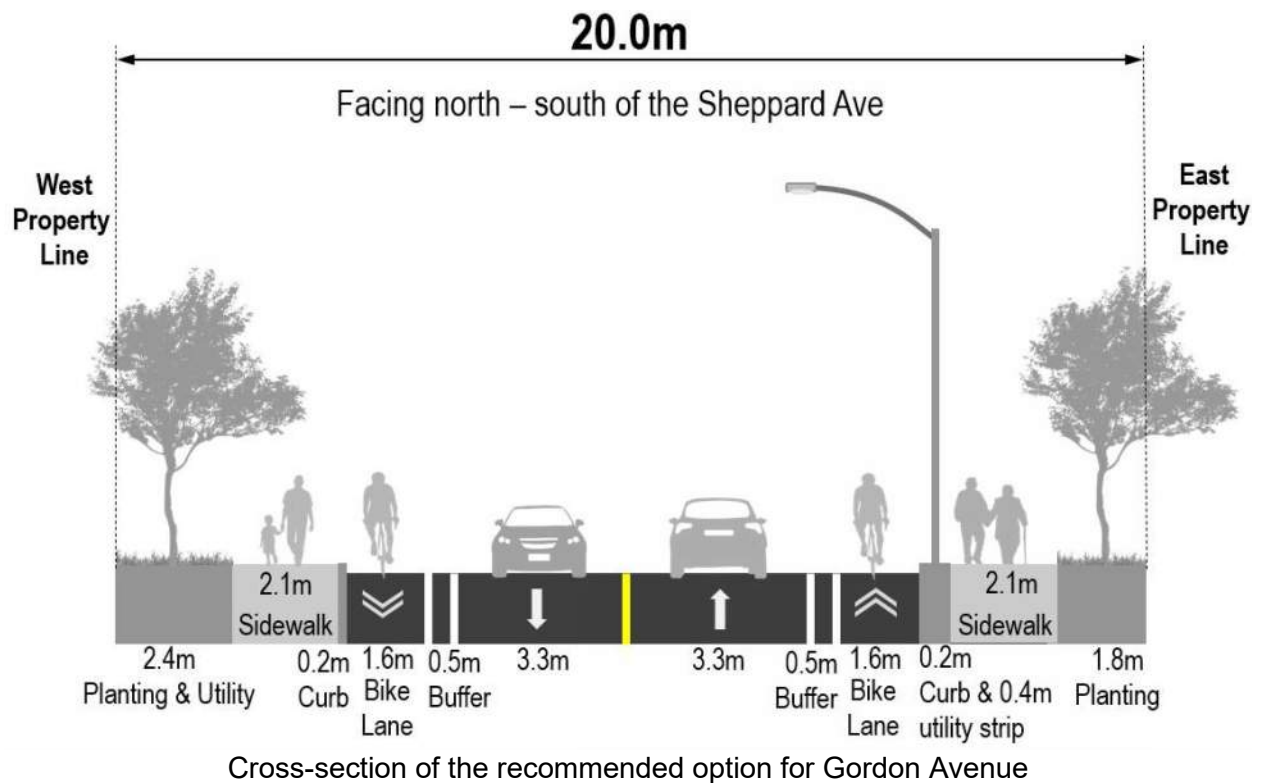 20.0m
Facing north – south of the Sheppard Ave
West
Property
Line
East
Property
Line
2.1m
Sidewalk
2.1m
Sidewalk
2.4m
Planting & Utility
0.2m
Curb
1.6m
Bike
Lane
0.5m
Buffer
3.3m
3.3m
0.5m
Buffer
1.6m
Bike
Lane
0.2m
Curb & 0.4m
utility strip
1.8m
Planting
Cross-section of the recommended option for Gordon Avenue